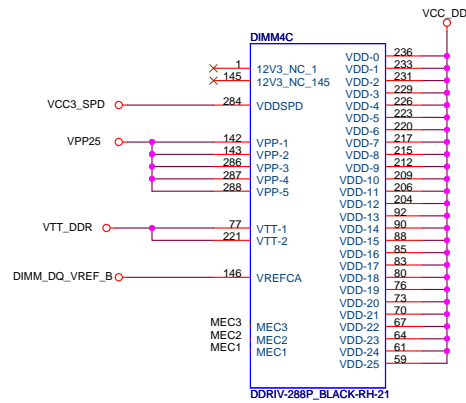 VCC_DD
DIMM4C
1 12V3_NC_1 VDD-0 236
145 12V3_NC_145 VDD-1 233
VDD-2 231
VDD-3 229
VCC3_SPD 284 VDDSPD VDD-4 226
VDD-5 223
VDD-6 220
VPP25 142 VPP-1 VDD-7 217
143 VPP-2 VDD-8 215
286 VPP-3 VDD-9 212
287 VPP-4 VDD-10 209
288 VPP-5 VDD-11 206
VDD-12 204
VDD-13 92
VTT_DDR 77 VTT-1 VDD-14 90
221 VTT-2 VDD-15 88
VDD-16 85
VDD-17 83
DIMM_DQ_VREF_B 146 VREFCA VDD-18 80
VDD-19 76
VDD-20 73
VDD-21 70
MEC3 MEC3 VDD-22 67
MEC2 MEC2 VDD-23 64
MEC1 MEC1 VDD-24 61
VDD-25 59
DDRIV-288P_BLACK-RH-21